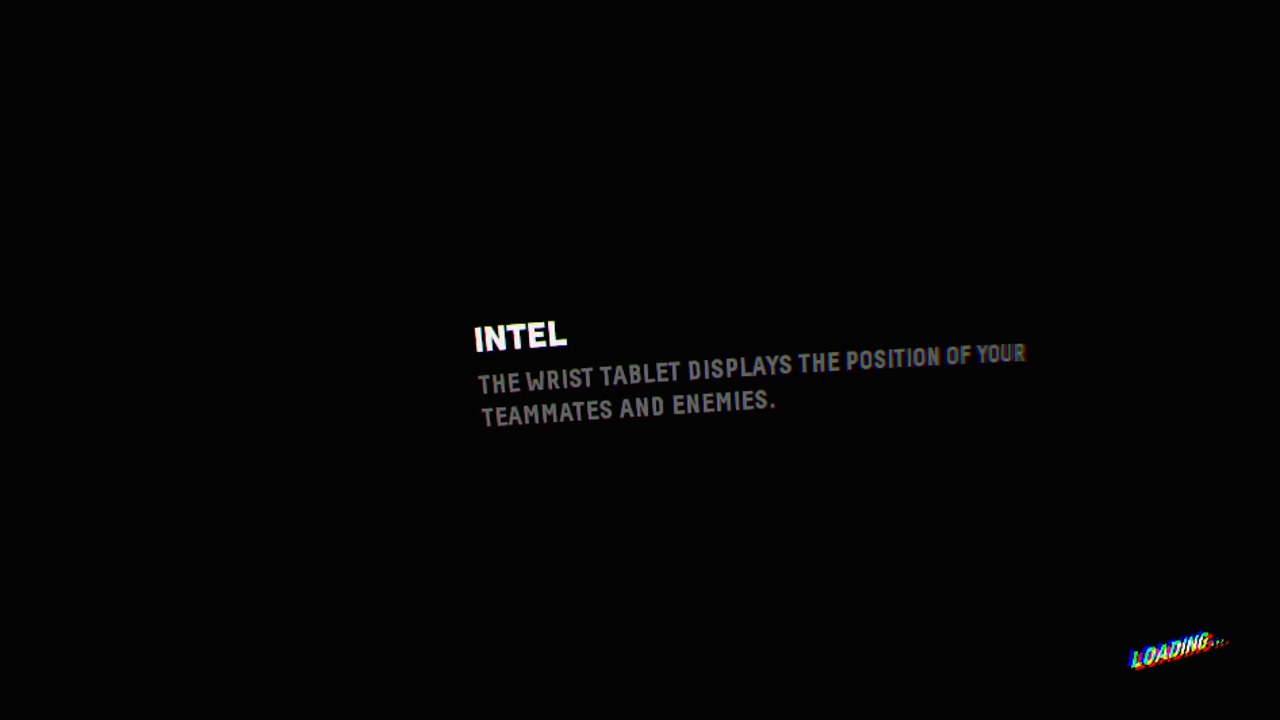 INTEL
THE WRIST TABLET DISPLAYS THE POSITION OF YOUR
TEAMMATES AND ENEMIES.
LOADING...